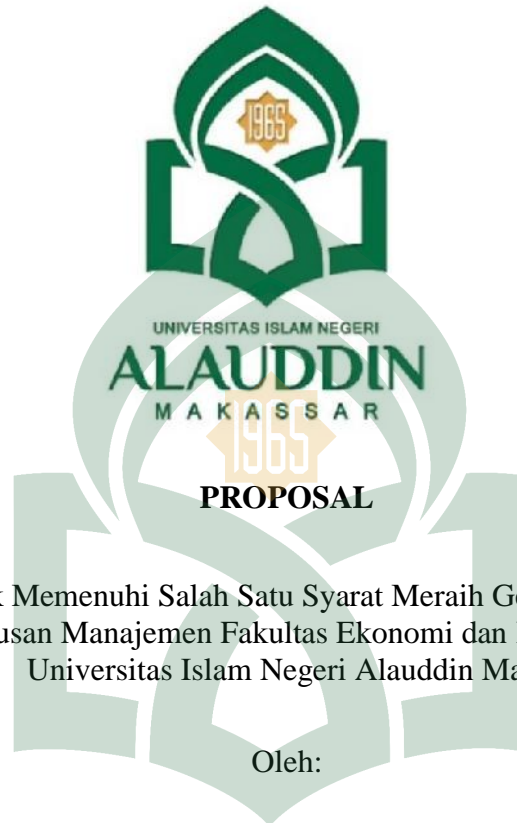 1965
UNIVERSITAS ISLAM NEGERI
ALAUDDIN
MAKASSAR
1965
PROPOSAL
Memenuhi Salah Satu Syarat Meraih
Manajemen Fakultas Ekonomi dan
Universitas Islam Negeri Alauddin
Oleh: